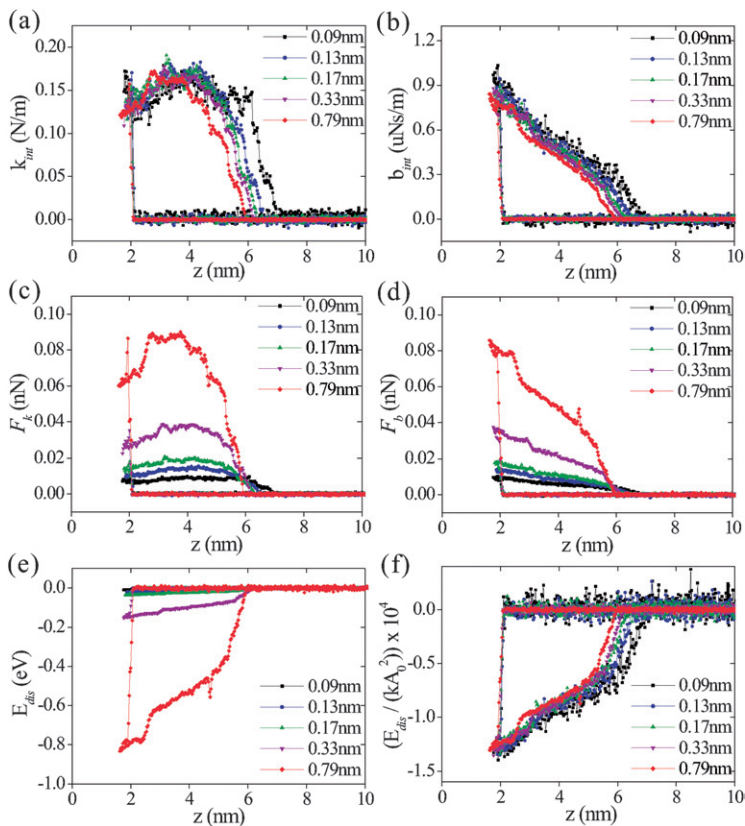 (a)
0.20
0.15
0.10
0.05
0.00
k_int (N/m)
0.09nm
0.13nm
0.17nm
0.33nm
0.79nm
0 2 4 6 8 10
z (nm)
(b)
1.2
0.9
0.6
0.3
0.0
b_int (uNs/m)
0.09nm
0.13nm
0.17nm
0.33nm
0.79nm
0 2 4 6 8 10
z (nm)
(c)
0.10
0.08
0.06
0.04
0.02
0.00
F_k (nN)
0.09nm
0.13nm
0.17nm
0.33nm
0.79nm
0 2 4 6 8 10
z (nm)
(d)
0.10
0.08
0.06
0.04
0.02
0.00
F_b (nN)
0.09nm
0.13nm
0.17nm
0.33nm
0.79nm
0 2 4 6 8 10
z (nm)
(e)
0.0
-0.2
-0.4
-0.6
-0.8
-1.0
E_dis (eV)
0.09nm
0.13nm
0.17nm
0.33nm
0.79nm
0 2 4 6 8 10
z (nm)
(f)
0.0
-0.5
-1.0
-1.5
(E_dis / (kA_0^2)) x 10^4
0.09nm
0.13nm
0.17nm
0.33nm
0.79nm
0 2 4 6 8 10
z (nm)